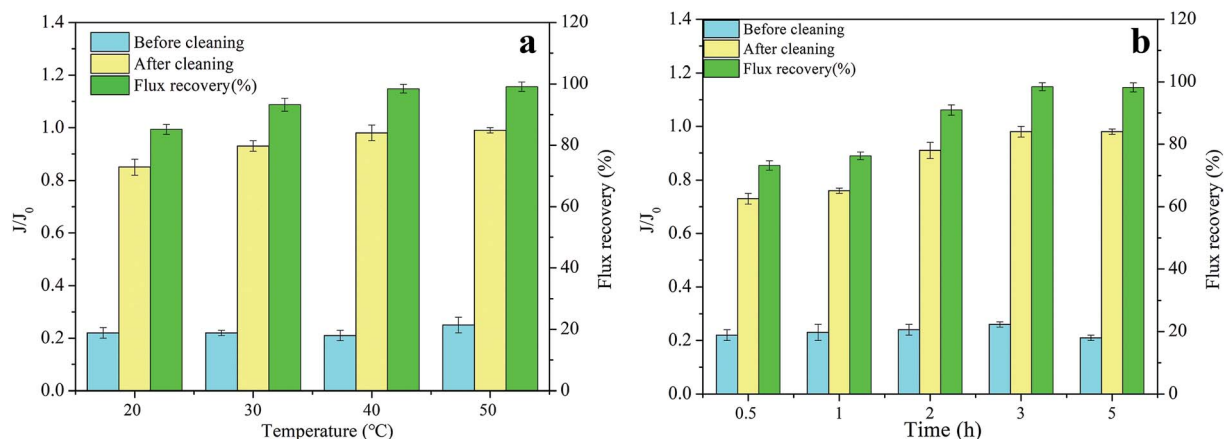 a
Before cleaning
After cleaning
Flux recovery(%)
J/J0
1.4
1.2
1.0
0.8
0.6
0.4
0.2
0.0
120
100
80
60
40
20
0
Flux recovery (%)
20 30 40 50
Temperature (°C)
b
Before cleaning
After cleaning
Flux recovery(%)
J/J0
1.4
1.2
1.0
0.8
0.6
0.4
0.2
0.0
120
100
80
60
40
20
0
Flux recovery (%)
0.5 1 2 3 5
Time (h)